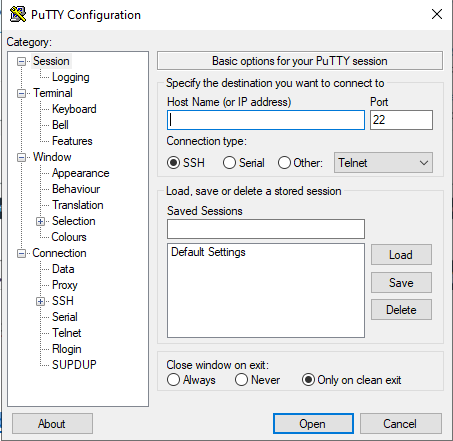 PuTTY Configuration
Category:
Session
Logging
Terminal
Keyboard
Bell
Features
Window
Appearance
Behaviour
Translation
Selection
Colours
Connection
Data
Proxy
SSH
Serial
Telnet
Rlogin
SUPDUP
Basic options for your PuTTY session
Specify the destination you want to connect to
Host Name (or IP address) Port
22
Connection type:
SSH Serial Other: Telnet
Load, save or delete a stored session
Saved Sessions
Default Settings
Load
Save
Delete
Close window on exit:
Always Never Only on clean exit
About Open Cancel